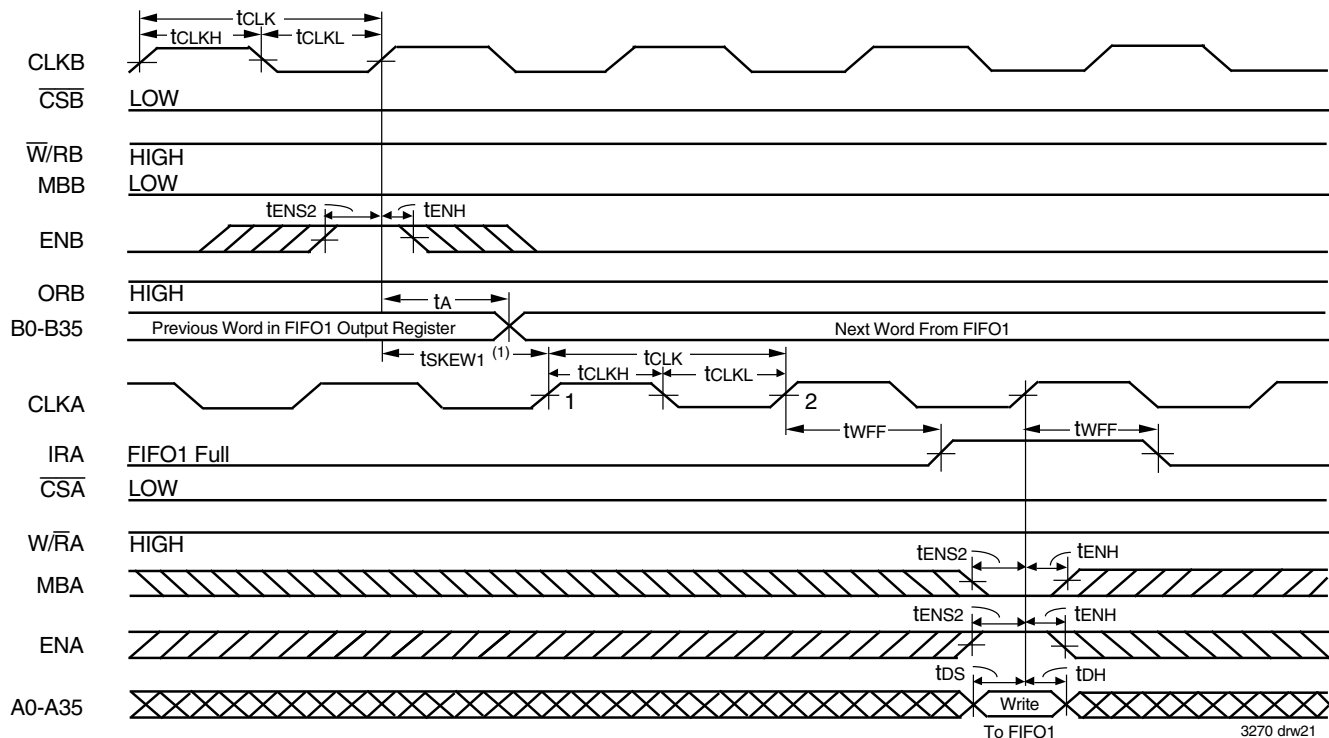 tCLK
tCLKH tCLKL
CLKB
CSB LOW
W/RB HIGH
MBB LOW
tENS2 tENH
ENB
ORB HIGH
tA
B0-B35 Previous Word in FIFO1 Output Register Next Word From FIFO1
tSKEW1 (1) tCLK
tCLKH tCLKL
CLKA 1 2
tWFF tWFF
IRA FIFO1 Full
CSA LOW
W/RA HIGH
tENS2 tENH
MBA
tENS2 tENH
ENA
tDS tDH
A0-A35 Write
To FIFO1 3270 drw21